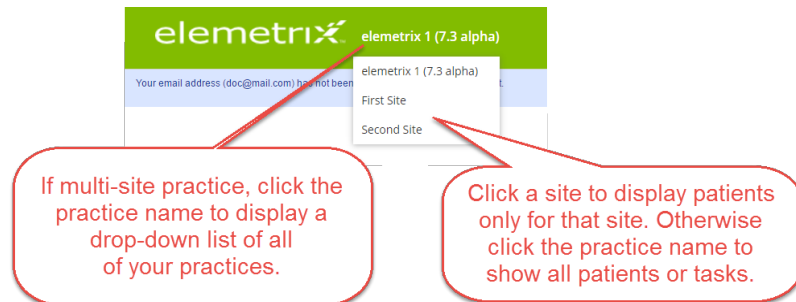 elemetrix elemetrix 1 (7.3 alpha)
elemetrix 1 (7.3 alpha)
Your email address (doc@mail.com) has not been t.
First Site
Second Site
If multi-site practice, click the
practice name to display a
drop-down list of all
of your practices.
Click a site to display patients
only for that site. Otherwise
click the practice name to
show all patients or tasks.